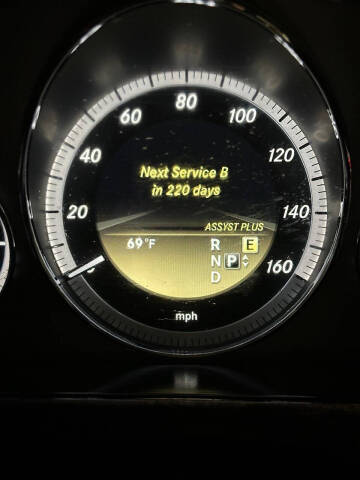 80
60 100
40 120
Next Service B
in 220 days
20 140
ASSYST PLUS
69°F R E
N P
D
160
mph